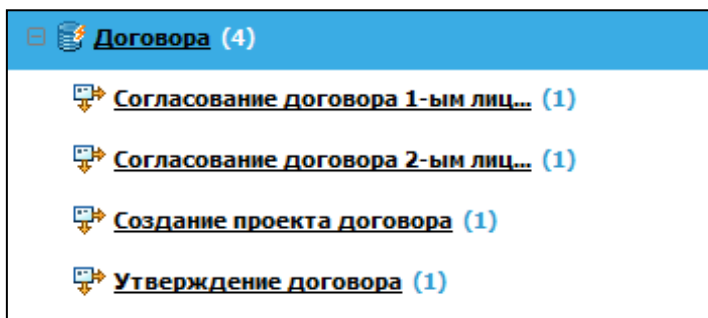 Договора (4)
Согласование договора 1-ым лиц... (1)
Согласование договора 2-ым лиц... (1)
Создание проекта договора (1)
Утверждение договора (1)